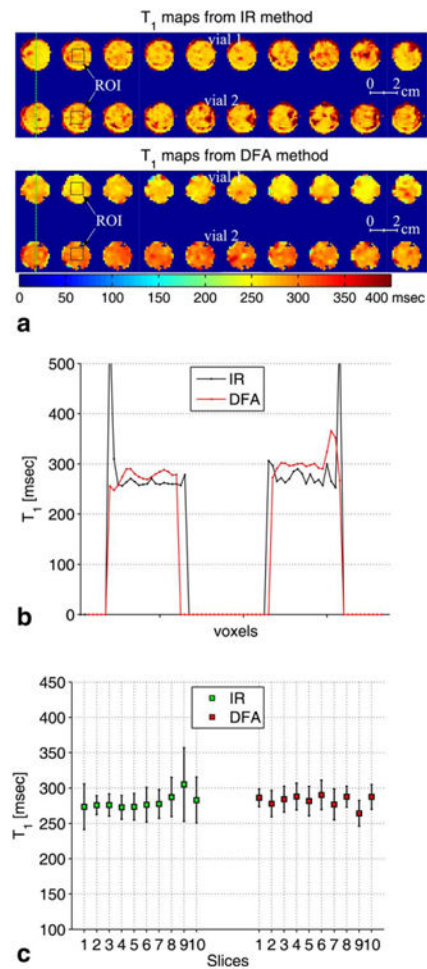 T1 maps from IR method
vial 1
ROI
0 2
cm
vial 2
T1 maps from DFA method
vial 1
ROI
0 2
cm
vial 2
0 50 100 150 200 250 300 350 400 msec
a
500
400
300
200
100
0
T1 [msec]
IR
DFA
voxels
b
450
400
350
300
250
200
150
100
T1 [msec]
IR
DFA
1 2 3 4 5 6 7 8 9 10 1 2 3 4 5 6 7 8 9 10
Slices
c